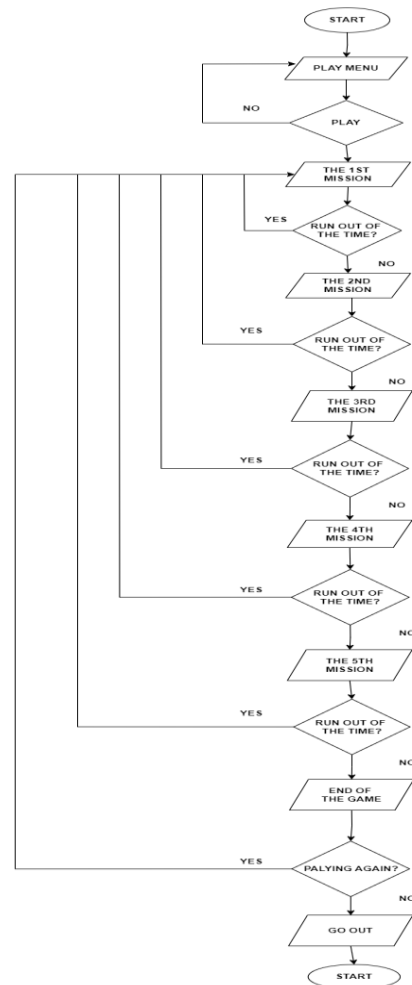 START
PLAY MENU
NO
PLAY
THE 1ST
MISSION
YES
RUN OUT OF
THE TIME?
NO
THE 2ND
MISSION
YES
RUN OUT OF
THE TIME?
NO
THE 3RD
MISSION
YES
RUN OUT OF
THE TIME?
NO
THE 4TH
MISSION
YES
RUN OUT OF
THE TIME?
NO
THE 5TH
MISSION
YES
RUN OUT OF
THE TIME?
NO
END OF
THE GAME
YES
PALYING AGAIN?
NO
GO OUT
START